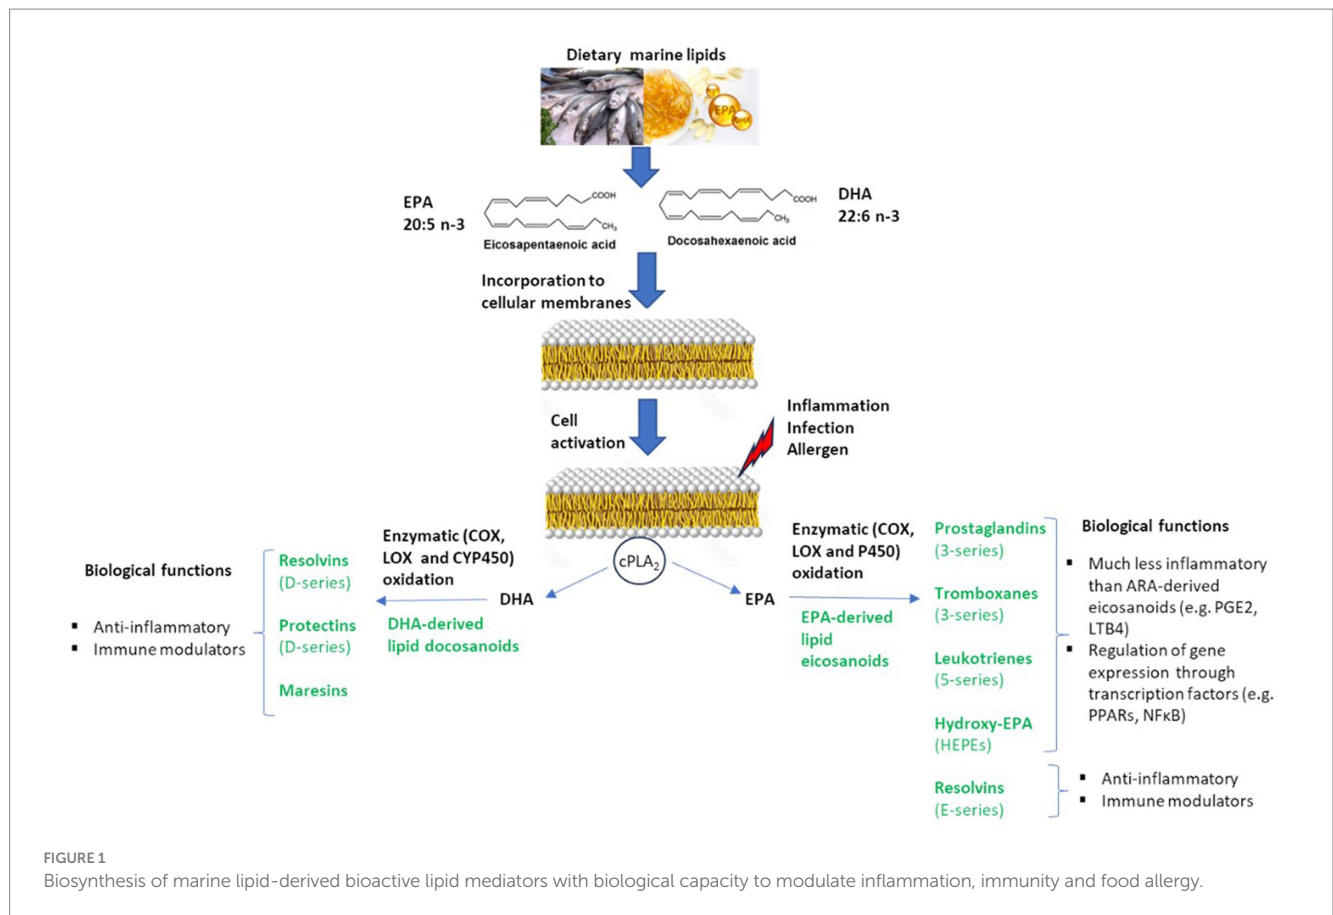 Dietary marine lipids
EPA
DHA
EPA
20:5 n-3
COOH
CH3
Eicosapentaenoic acid
COOH
CH3
Docosahexaenoic acid
DHA
22:6 n-3
Incorporation to
cellular membranes
Cell
activation
Inflammation
Infection
Allergen
cPLA2
DHA
EPA
Enzymatic (COX,
LOX and CYP450)
oxidation
DHA-derived
lipid docosanoids
Resolvins
(D-series)
Protectins
(D-series)
Maresins
Biological functions
▪ Anti-inflammatory
▪ Immune modulators
Enzymatic (COX,
LOX and P450)
oxidation
EPA-derived
lipid
eicosanoids
Prostaglandins
(3-series)
Tromboxanes
(3-series)
Leukotrienes
(5-series)
Hydroxy-EPA
(HEPEs)
Resolvins
(E-series)
Biological functions
▪ Much less inflammatory
than ARA-derived
eicosanoids (e.g. PGE2,
LTB4)
▪ Regulation of gene
expression through
transcription factors (e.g.
PPARs, NFκB)
▪ Anti-inflammatory
▪ Immune modulators
FIGURE 1
Biosynthesis of marine lipid-derived bioactive lipid mediators with biological capacity to modulate inflammation, immunity and food allergy.